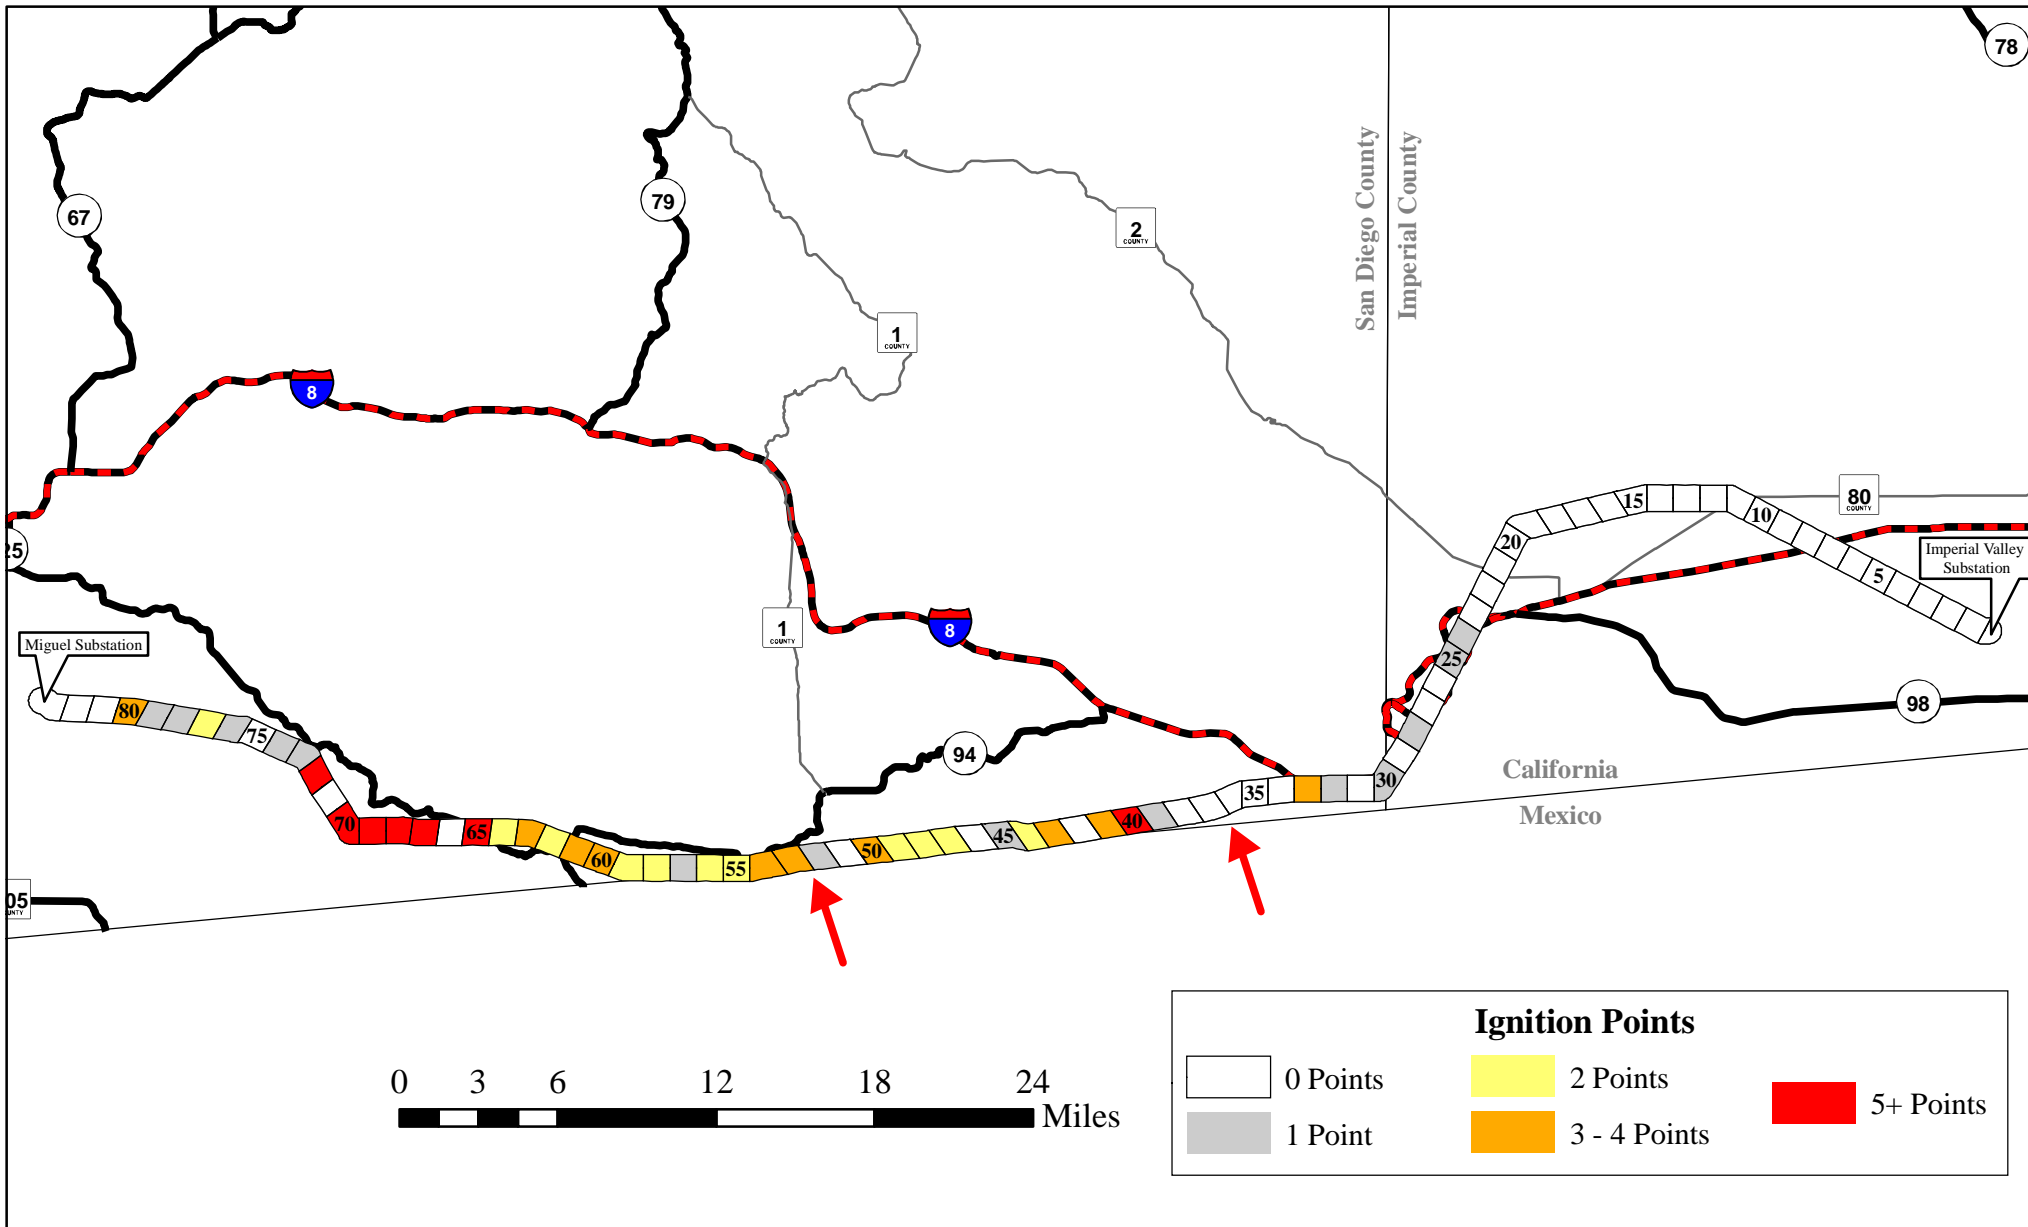 78
San Diego County
Imperial County
67
79
2
COUNTY
1
COUNTY
8
80
COUNTY
15
10
20
25
Imperial Valley
Substation
5
1
COUNTY
8
Miguel Substation
25
98
80
75
94
California
30
35
Mexico
70
65
40
45
50
60
55
05
UNTY
Ignition Points
0 Points
2 Points
5+ Points
1 Point
3 - 4 Points
0 3 6 12 18 24
Miles